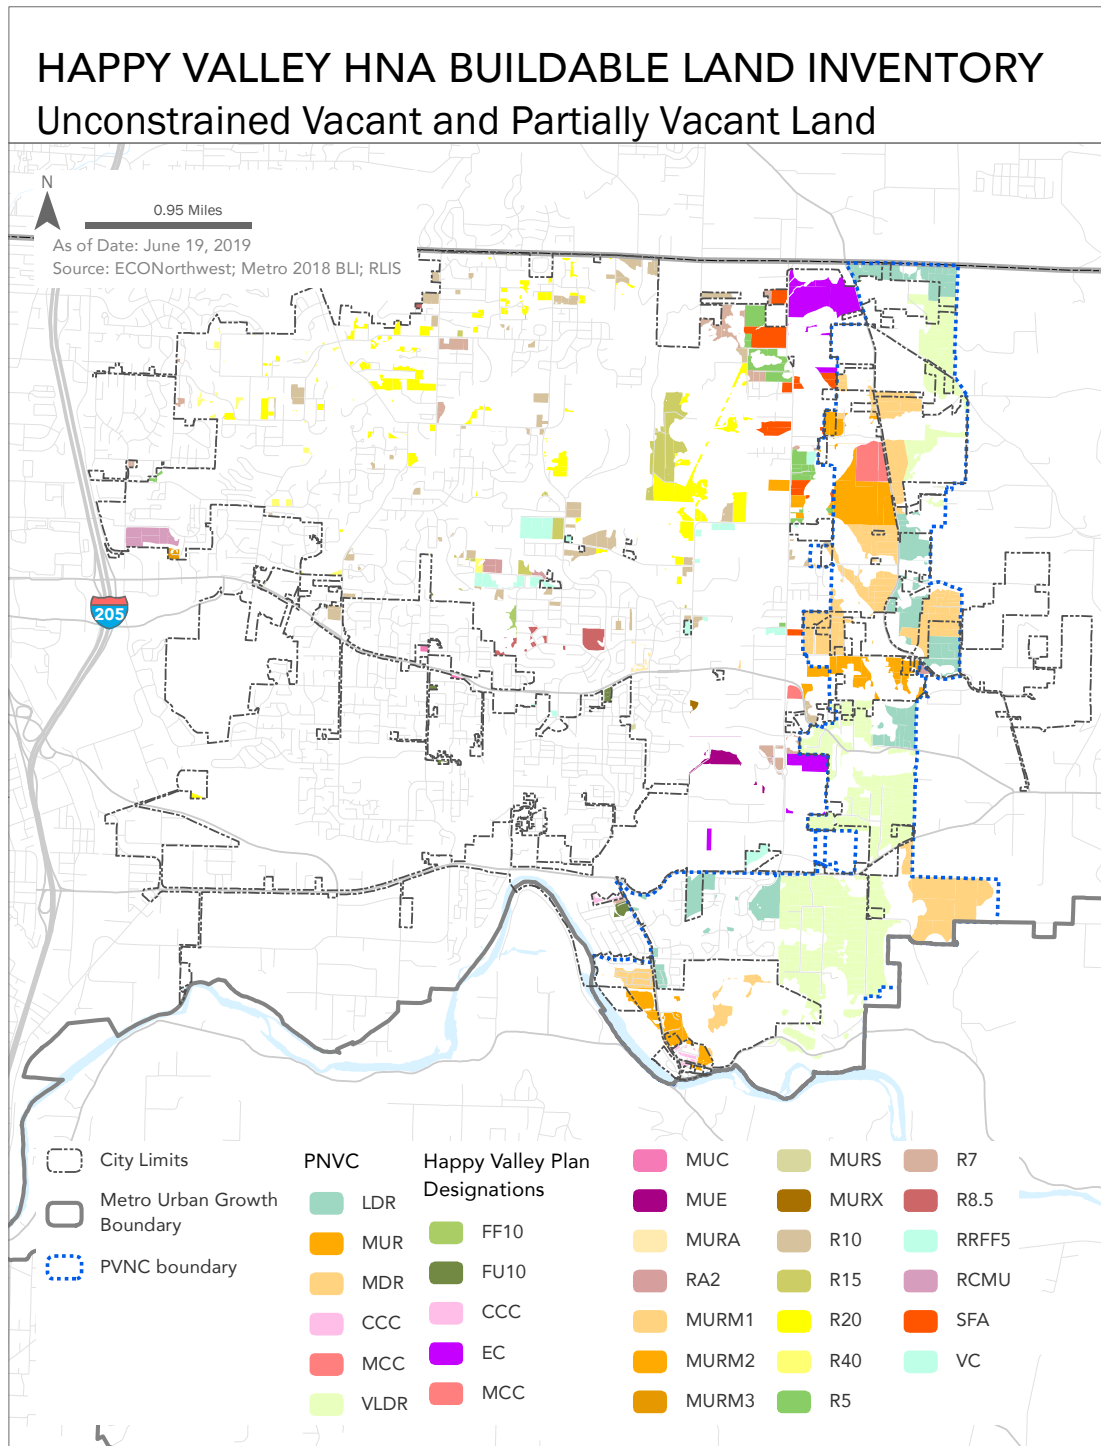 HAPPY VALLEY HNA BUILDABLE LAND INVENTORY
Unconstrained Vacant and Partially Vacant Land
N
0.95 Miles
As of Date: June 19, 2019
Source: ECONorthwest; Metro 2018 BLI; RLIS
205
City Limits
Metro Urban Growth
Boundary
PVNC boundary
PNVC
LDR
MUR
MDR
CCC
MCC
VLDR
Happy Valley Plan
Designations
FF10
FU10
CCC
EC
MCC
MUC
MUE
MURA
RA2
MURM1
MURM2
MURM3
MURS
MURX
R10
R15
R20
R40
R5
R7
R8.5
RRFF5
RCMU
SFA
VC